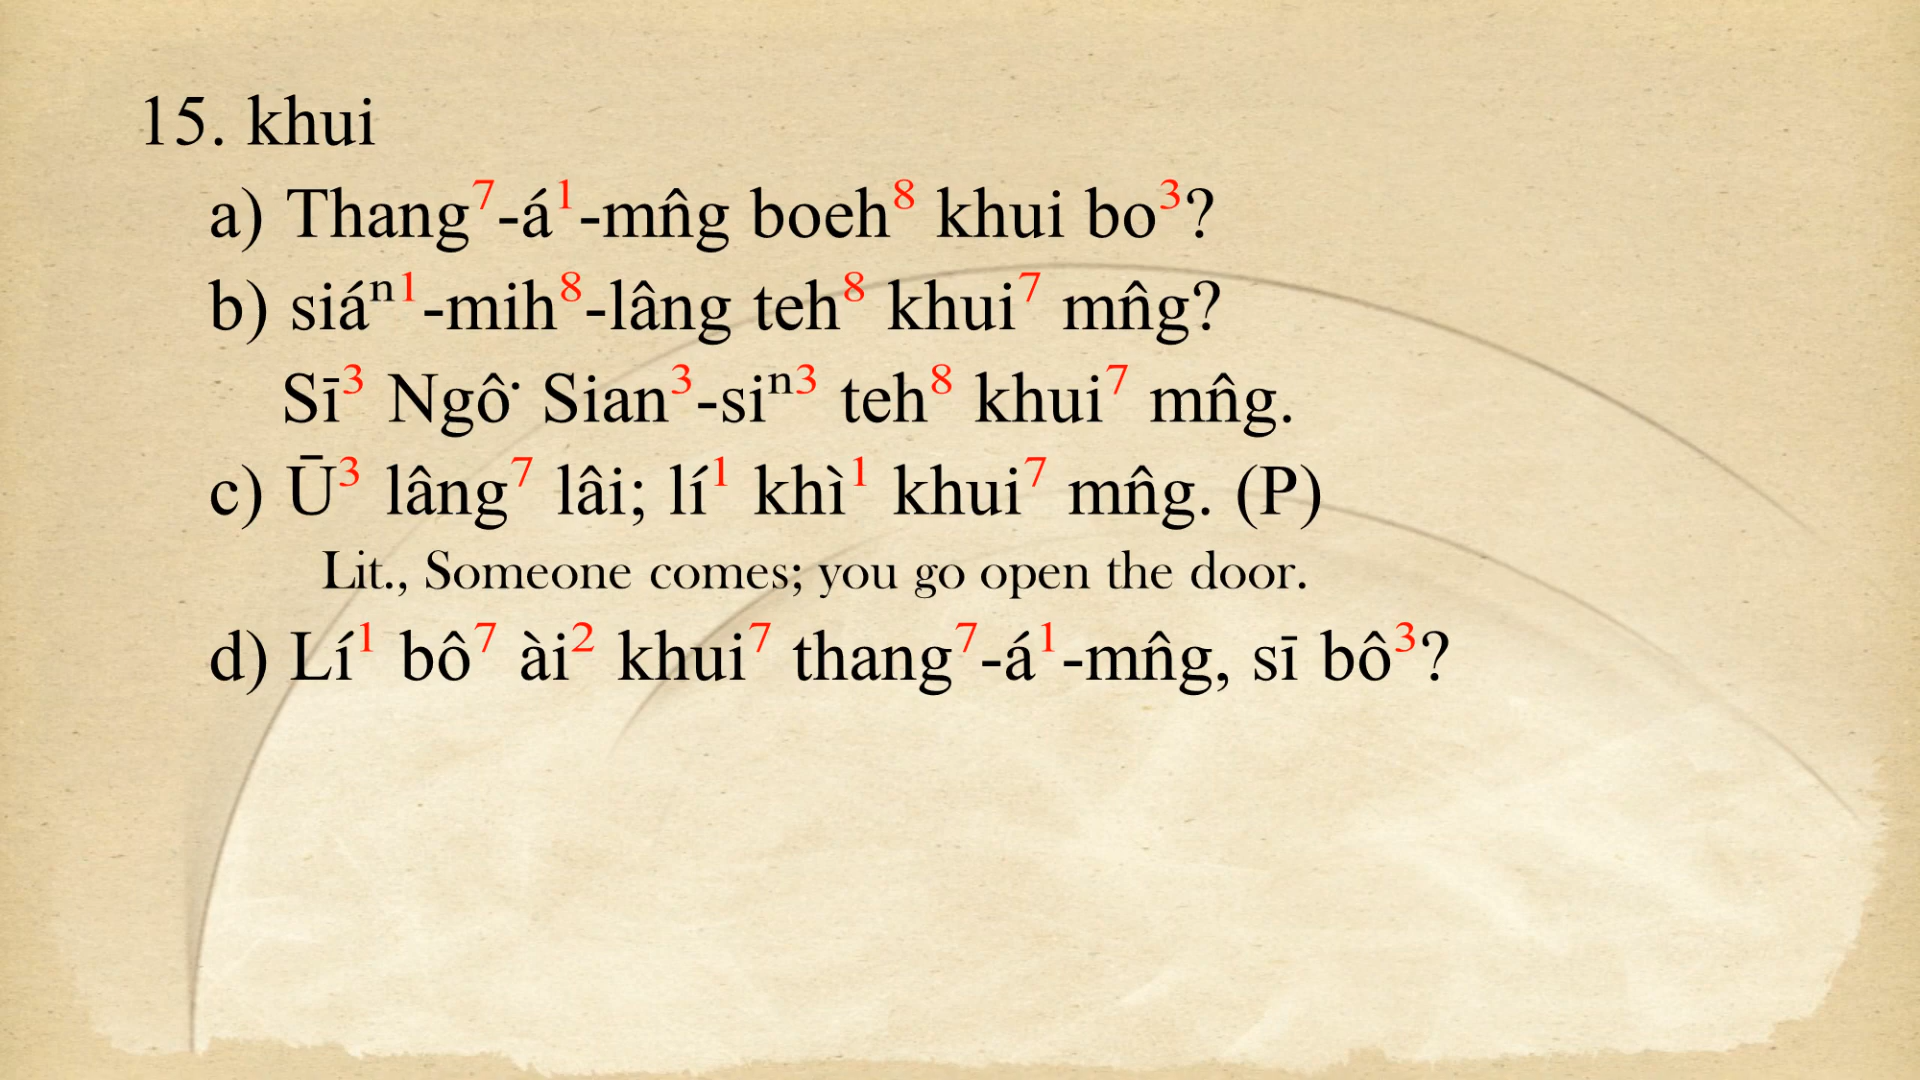 15. khui
a) Thang⁷-á¹-mn̂g boeh⁸ khui bo³?
b) siáⁿ¹-mih⁸-lâng teh⁸ khui⁷ mn̂g?
Sī³ Ngô͘ Sian³-siⁿ³ teh⁸ khui⁷ mn̂g.
c) Ū³ lâng⁷ lâi; lí¹ khì¹ khui⁷ mn̂g. (P)
Lit., Someone comes; you go open the door.
d) Lí¹ bô⁷ ài² khui⁷ thang⁷-á¹-mn̂g, sī bô³?